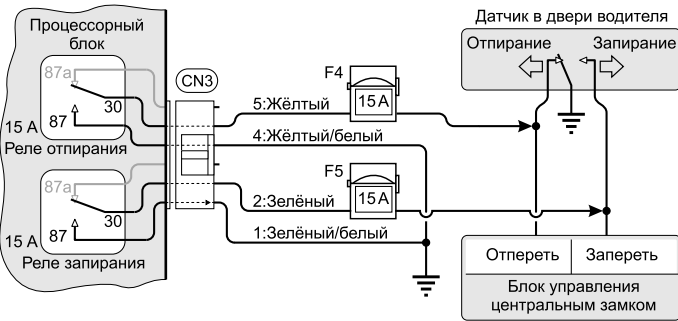 Процессорный
блок
87a
30
87
15 A
Реле отпирания
87a
30
87
15 A
Реле запирания
CN3
5:Жёлтый
4:Жёлтый/белый
2:Зелёный
1:Зелёный/белый
F4
15 A
F5
15 A
Датчик в двери водителя
Отпирание
Запирание
Отпереть
Запереть
Блок управления
центральным замком